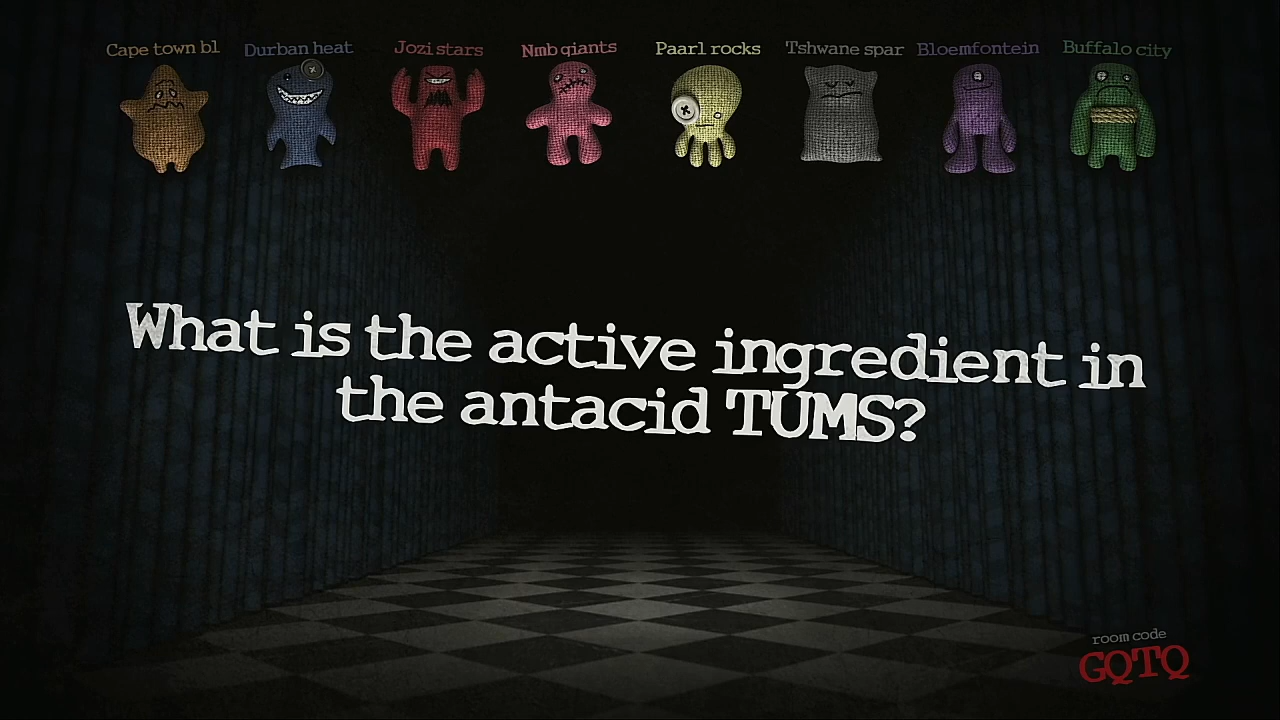 Cape town bl
Durban heat
Jozi stars
Nmb giants
Paarl rocks
Tshwane spar
Bloemfontein
Buffalo city
What is the active ingredient in
the antacid TUMS?
room code
GQTQ